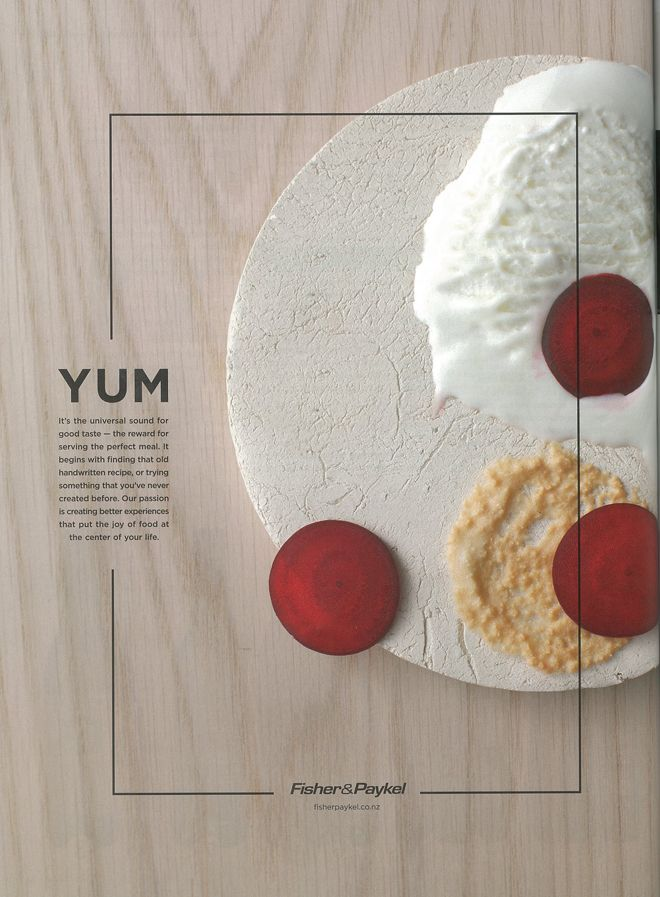 YUM
It's the universal sound for
good taste — the reward for
serving the perfect meal. It
begins with finding that old
handwritten recipe, or trying
something that you've never
created before. Our passion
is creating better experiences
that put the joy of food at
the center of your life.
Fisher&Paykel
fisherpaykel.co.nz